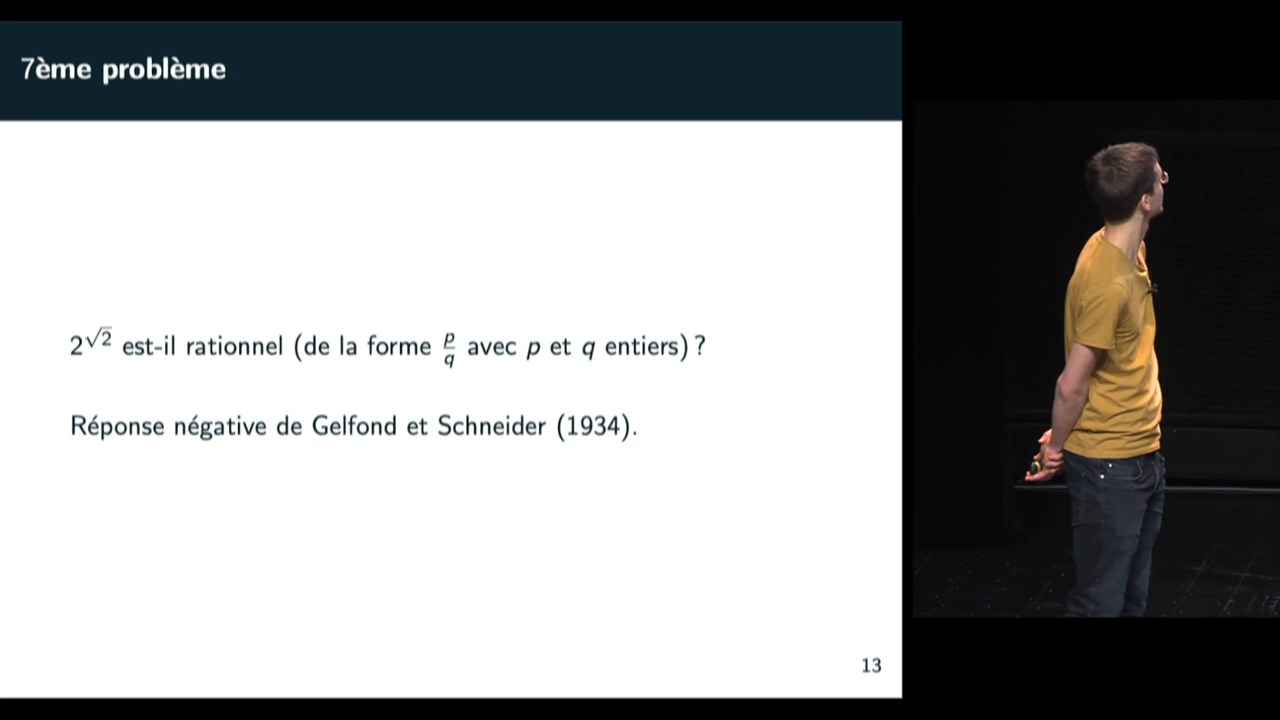 7ème problème
2^√2 est-il rationnel (de la forme p/q avec p et q entiers) ?
Réponse négative de Gelfond et Schneider (1934).
13